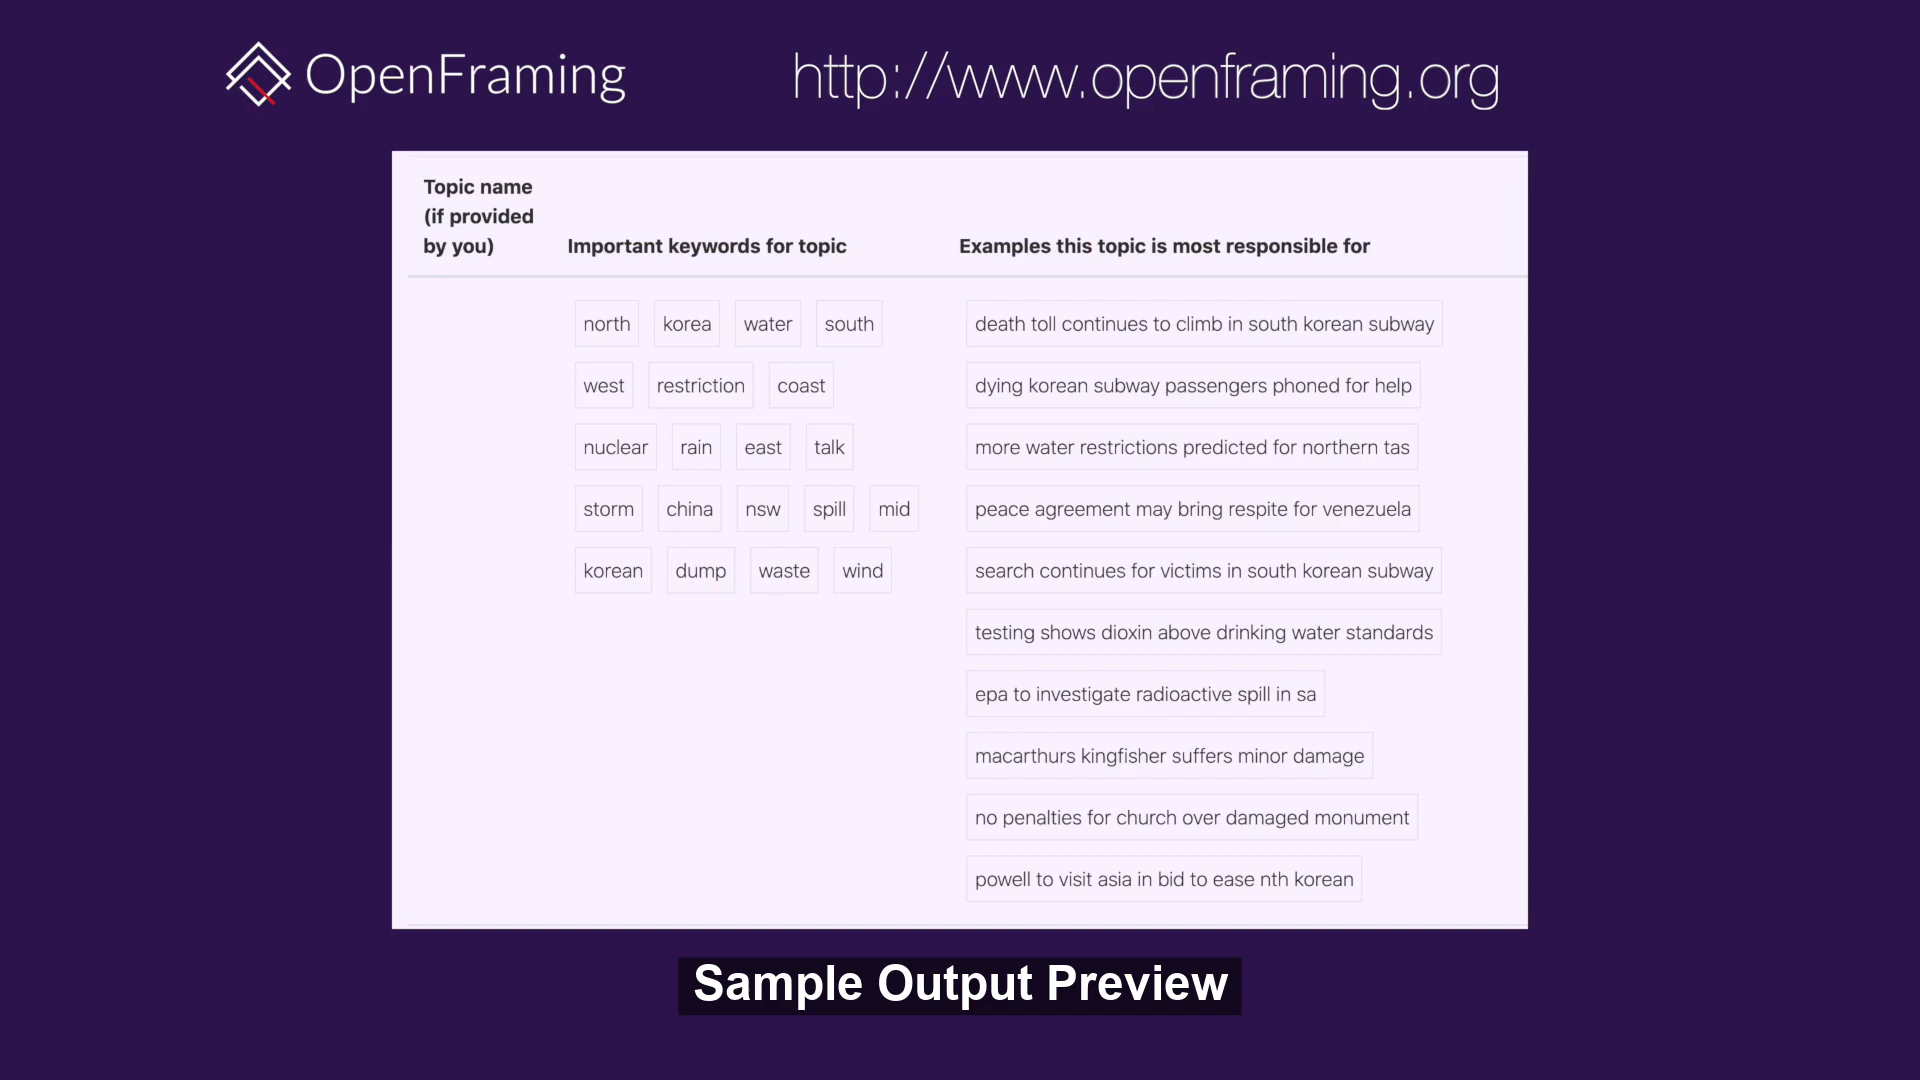 OpenFraming
http://www.openframing.org
Topic name
(if provided
by you)
Important keywords for topic
Examples this topic is most responsible for
north korea water south
west restriction coast
nuclear rain east talk
storm china nsw spill mid
korean dump waste wind
death toll continues to climb in south korean subway
dying korean subway passengers phoned for help
more water restrictions predicted for northern tas
peace agreement may bring respite for venezuela
search continues for victims in south korean subway
testing shows dioxin above drinking water standards
epa to investigate radioactive spill in sa
macarthurs kingfisher suffers minor damage
no penalties for church over damaged monument
powell to visit asia in bid to ease nth korean
Sample Output Preview